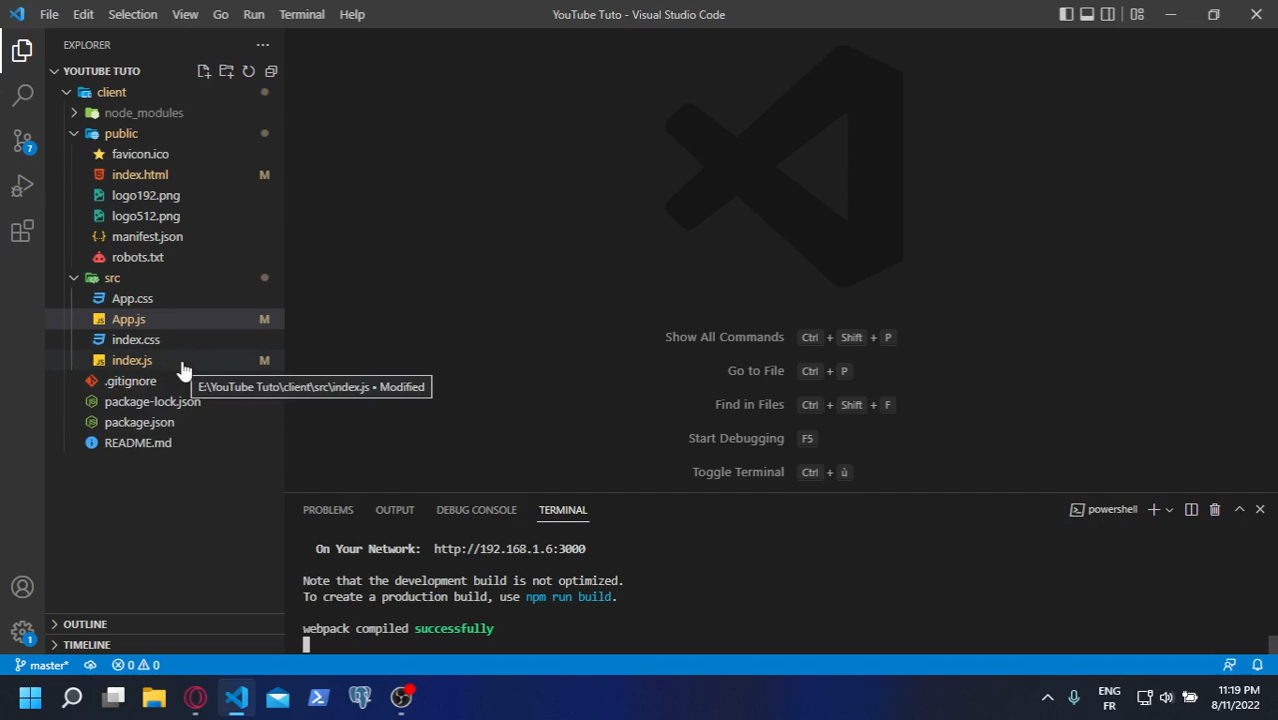 File Edit Selection View Go Run Terminal Help YouTube Tuto - Visual Studio Code
EXPLORER
YOUTUBE TUTO
client
node_modules
public
favicon.ico
index.html M
logo192.png
logo512.png
manifest.json
robots.txt
src
App.css
App.js M
index.css
index.js M
E:\YouTube Tuto\client\src\index.js • Modified
.gitignore
package-lock.json
package.json
README.md
OUTLINE
TIMELINE
7
1
Show All Commands Ctrl + Shift + P
Go to File Ctrl + P
Find in Files Ctrl + Shift + F
Start Debugging F5
Toggle Terminal Ctrl + ù
PROBLEMS OUTPUT DEBUG CONSOLE TERMINAL powershell
On Your Network: http://192.168.1.6:3000
Note that the development build is not optimized.
To create a production build, use npm run build.
webpack compiled successfully
master* 0 0
ENG
FR
11:19 PM
8/11/2022